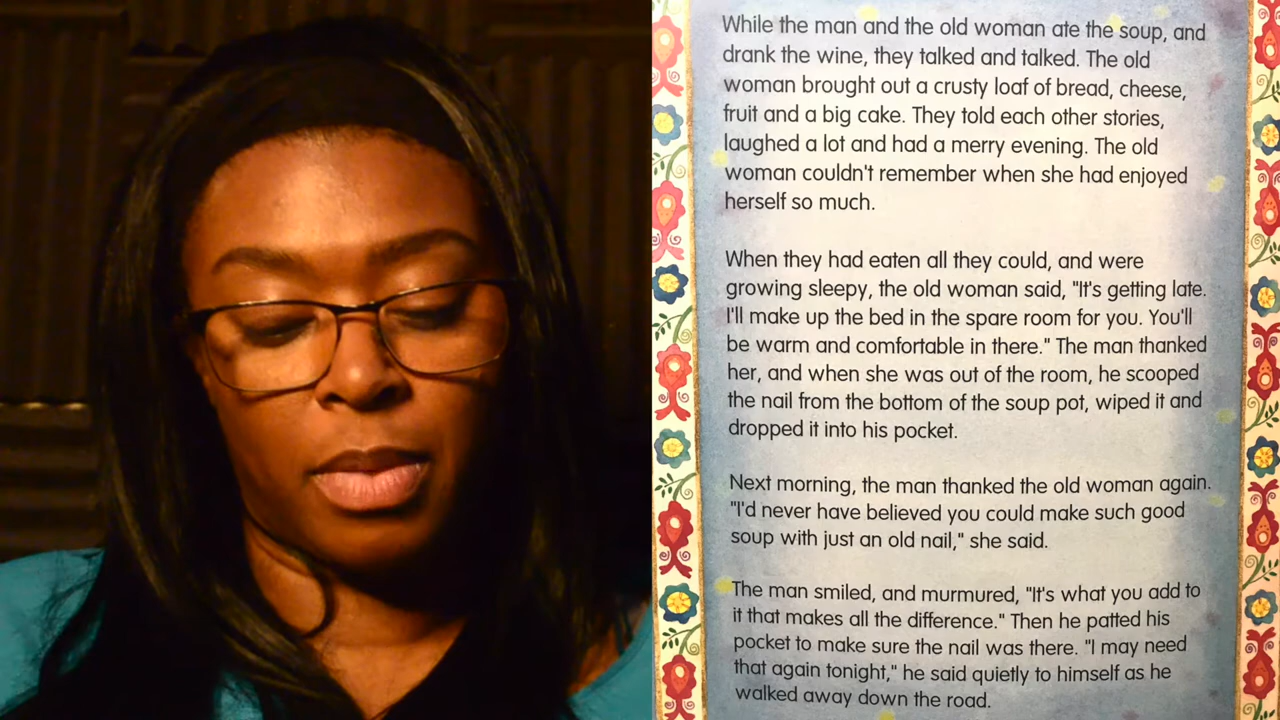 While the man and the old woman ate the soup, and
drank the wine, they talked and talked. The old
woman brought out a crusty loaf of bread, cheese,
fruit and a big cake. They told each other stories,
laughed a lot and had a merry evening. The old
woman couldn't remember when she had enjoyed
herself so much.
When they had eaten all they could, and were
growing sleepy, the old woman said, "It's getting late.
I'll make up the bed in the spare room for you. You'll
be warm and comfortable in there." The man thanked
her, and when she was out of the room, he scooped
the nail from the bottom of the soup pot, wiped it and
dropped it into his pocket.
Next morning, the man thanked the old woman again.
"I'd never have believed you could make such good
soup with just an old nail," she said.
The man smiled, and murmured, "It's what you add to
it that makes all the difference." Then he patted his
pocket to make sure the nail was there. "I may need
that again tonight," he said quietly to himself as he
walked away down the road.